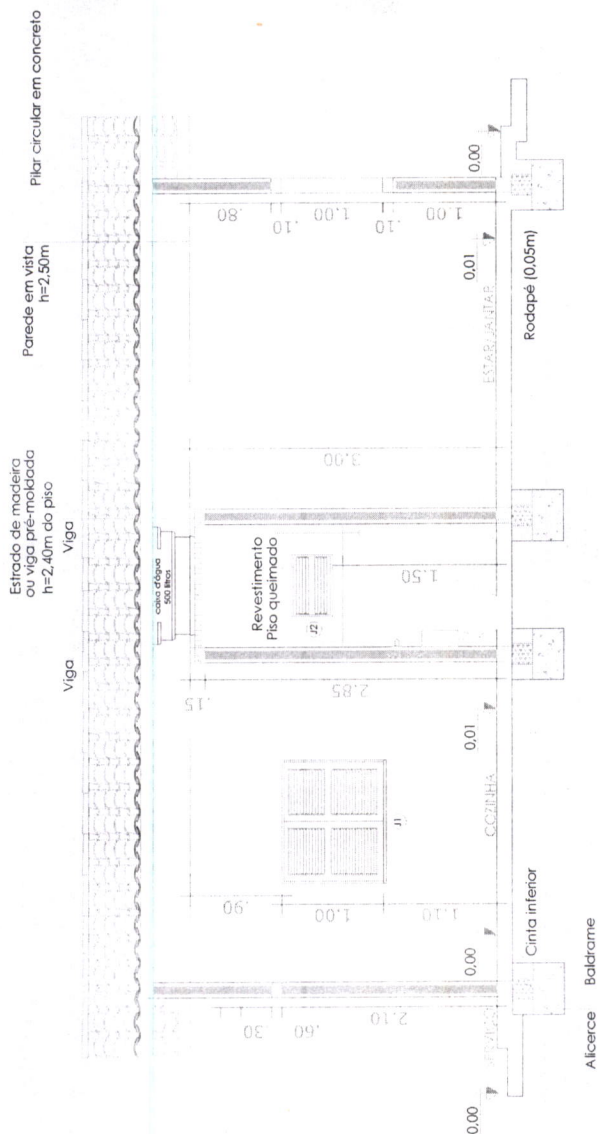 Pilar circular em concreto
Parede em vista
h=2,50m
Estrado de madeira
ou viga pré-moldada
h=2,40m do piso
Viga
Viga
caixa d'água
500 litros
Revestimento
Piso queimado
J2
J1
.80
.10
1.00
.10
1.00
0.00
0,01
ESTAR/JANTAR
Rodapé (0,05m)
3.00
1.50
.15
2.85
0,01
COZINHA
.90
1.00
1.10
Cinta inferior
0.00
.30
.60
2.10
0.00
Alicerce
Baldrame